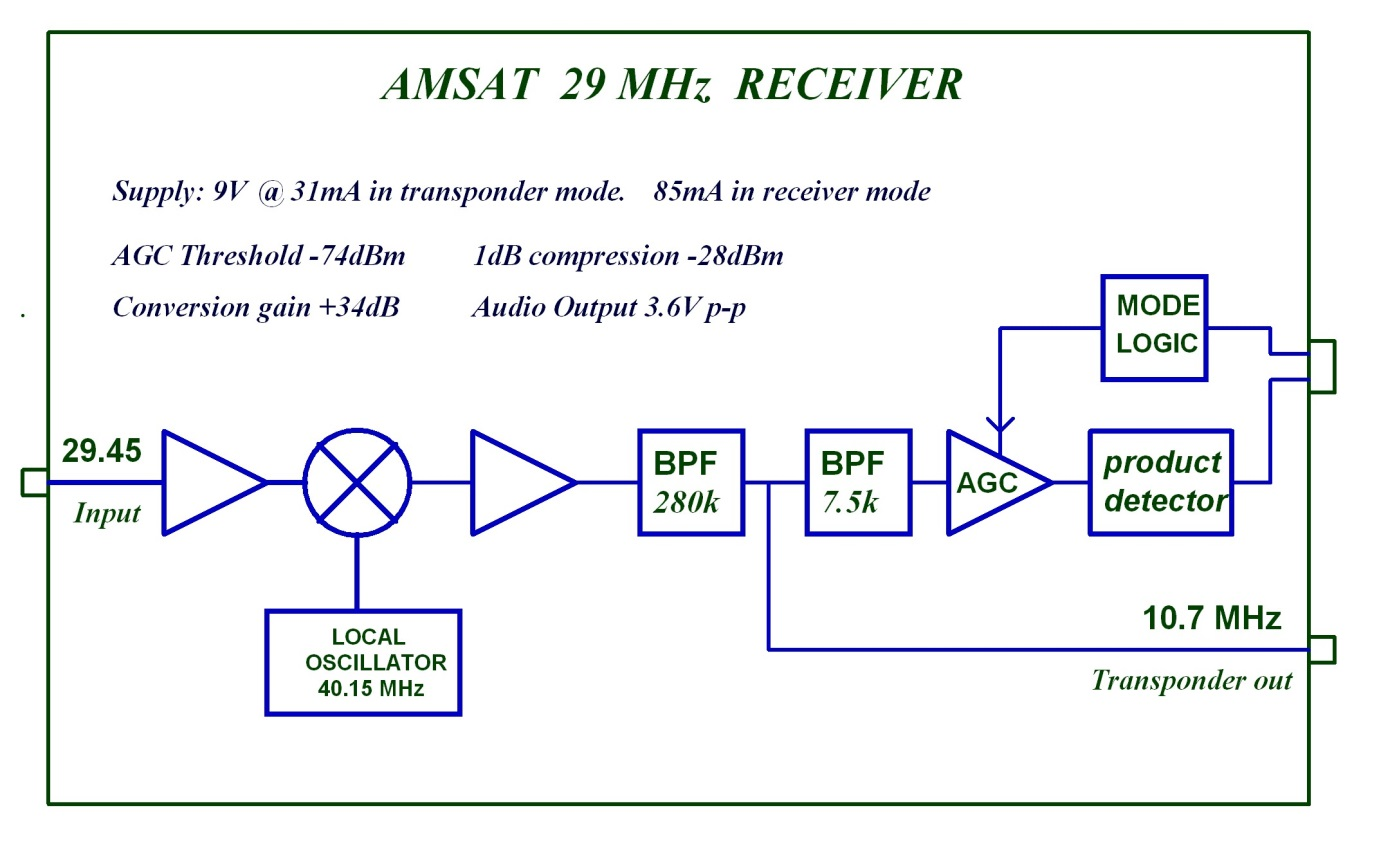 AMSAT 29 MHz RECEIVER
Supply: 9V @ 31mA in transponder mode. 85mA in receiver mode
AGC Threshold -74dBm 1dB compression -28dBm
Conversion gain +34dB Audio Output 3.6V p-p
MODE
LOGIC
29.45
Input
BPF
280k
BPF
7.5k
AGC
product
detector
LOCAL
OSCILLATOR
40.15 MHz
10.7 MHz
Transponder out